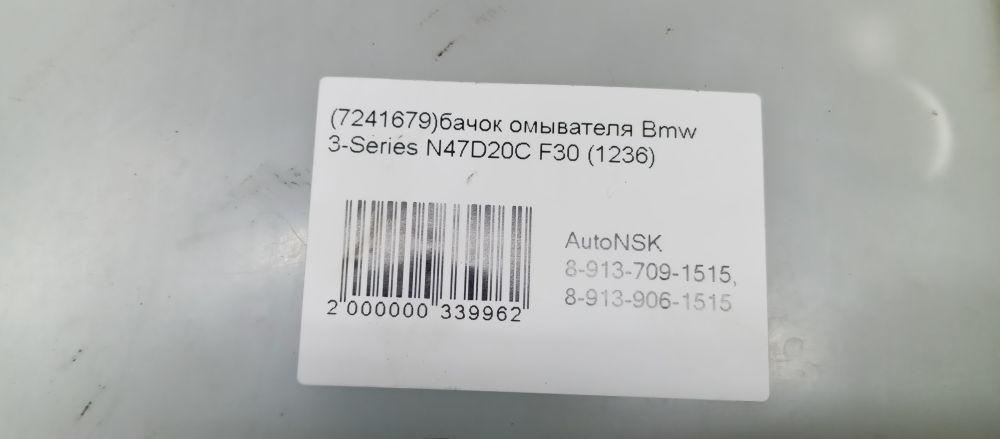 (7241679)бачок омывателя Bmw
3-Series N47D20C F30 (1236)
AutoNSK
8-913-709-1515,
8-913-906-1515
2 000000 339962